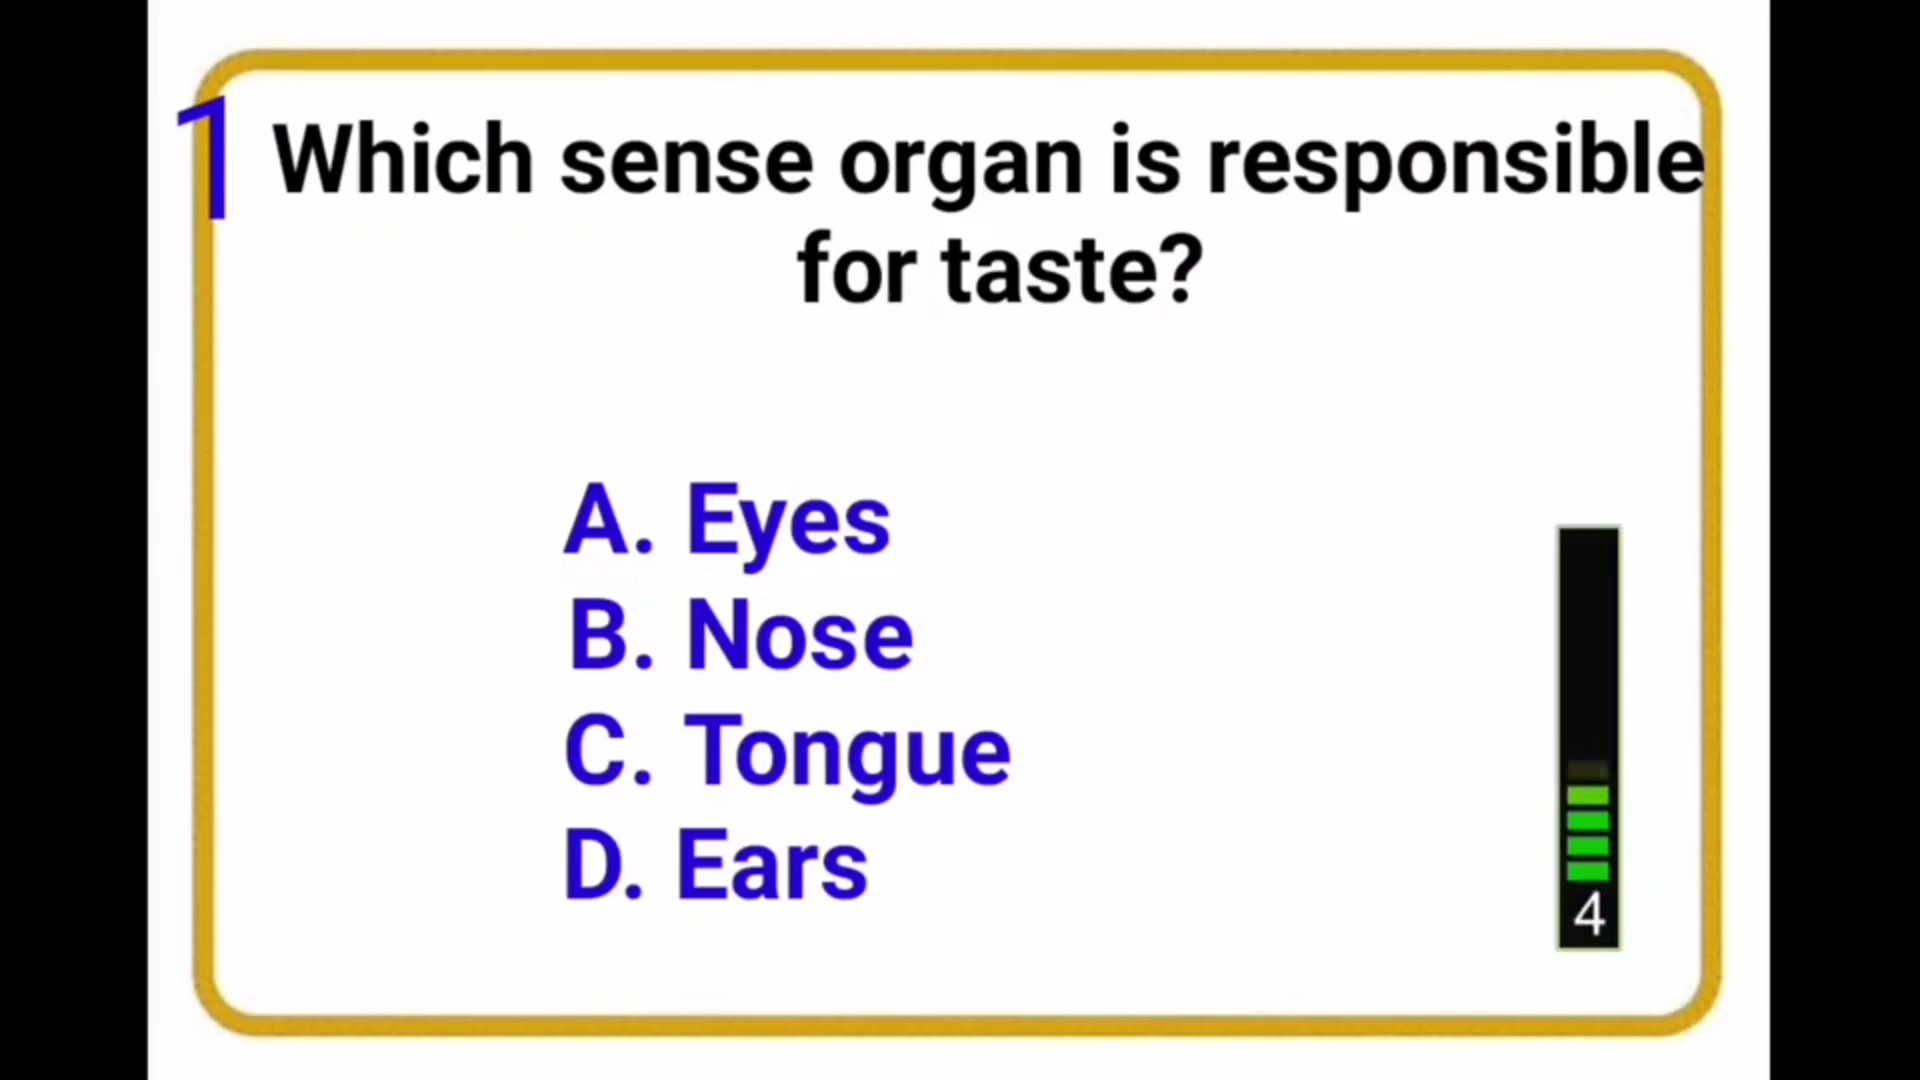 1 Which sense organ is responsible
for taste?
A. Eyes
B. Nose
C. Tongue
D. Ears
4